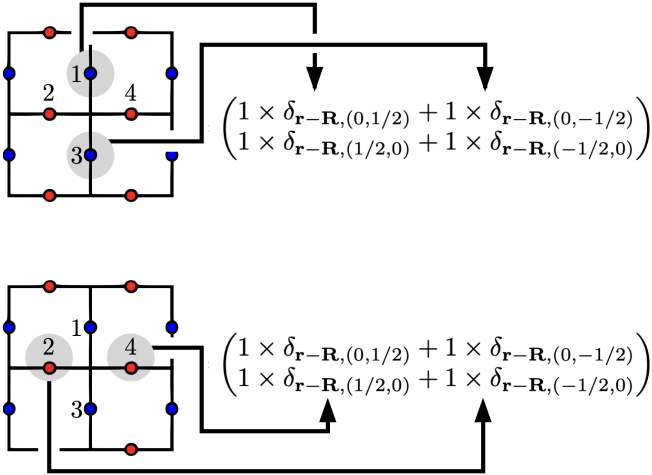 1
2 4
3
( 1 × δ_{r−R,(0,1/2)} + 1 × δ_{r−R,(0,−1/2)} )
( 1 × δ_{r−R,(1/2,0)} + 1 × δ_{r−R,(−1/2,0)} )
1
2 4
3
( 1 × δ_{r−R,(0,1/2)} + 1 × δ_{r−R,(0,−1/2)} )
( 1 × δ_{r−R,(1/2,0)} + 1 × δ_{r−R,(−1/2,0)} )